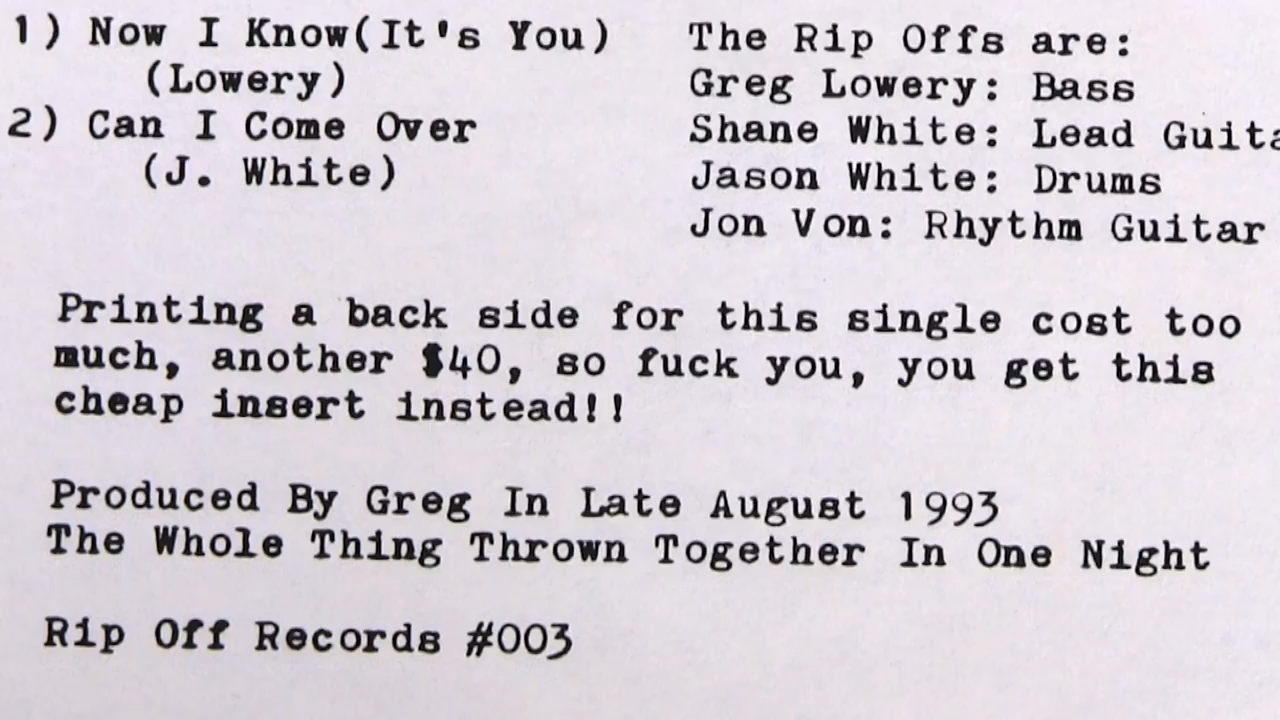 1) Now I Know(It's You)
(Lowery)
2) Can I Come Over
(J. White)
The Rip Offs are:
Greg Lowery: Bass
Shane White: Lead Guita
Jason White: Drums
Jon Von: Rhythm Guitar
Printing a back side for this single cost too
much, another $40, so fuck you, you get this
cheap insert instead!!
Produced By Greg In Late August 1993
The Whole Thing Thrown Together In One Night
Rip Off Records #003